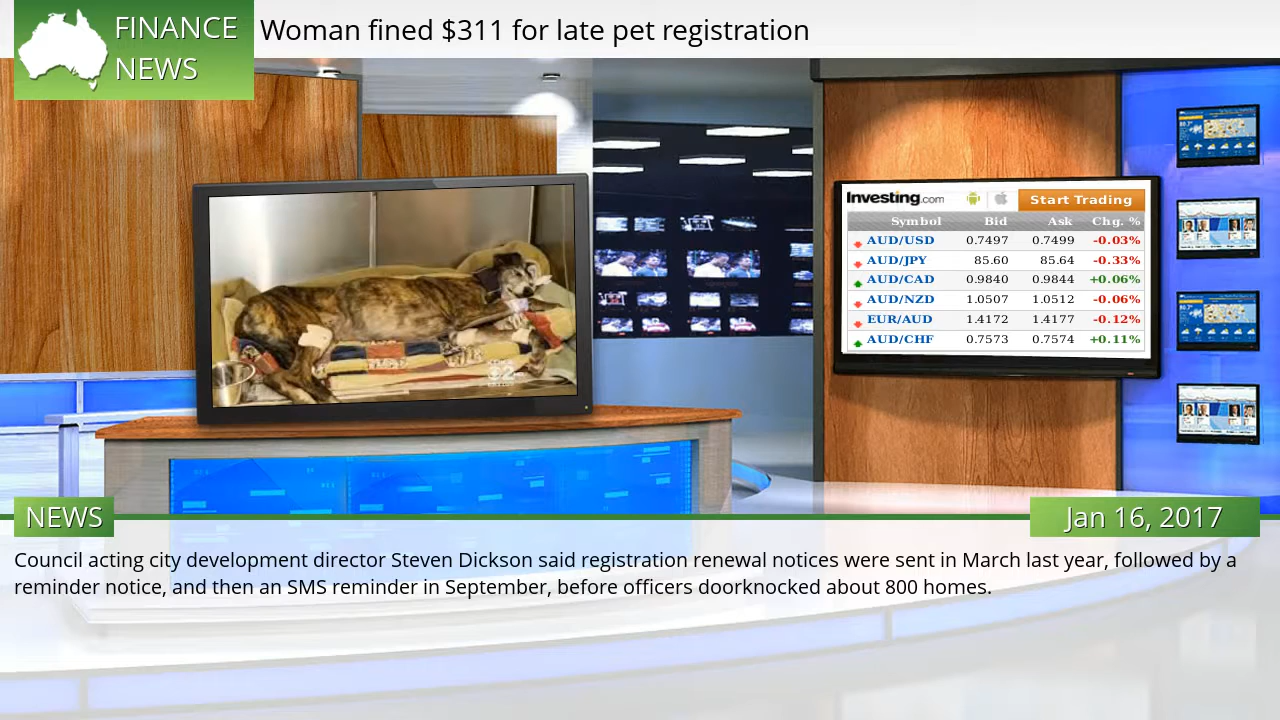 FINANCE
NEWS
Woman fined $311 for late pet registration
Investing.com
Start Trading
Symbol Bid Ask Chg. %
AUD/USD 0.7497 0.7499 -0.03%
AUD/JPY 85.60 85.64 -0.33%
AUD/CAD 0.9840 0.9844 +0.06%
AUD/NZD 1.0507 1.0512 -0.06%
EUR/AUD 1.4172 1.4177 -0.12%
AUD/CHF 0.7573 0.7574 +0.11%
NEWS
Jan 16, 2017
Council acting city development director Steven Dickson said registration renewal notices were sent in March last year, followed by a
reminder notice, and then an SMS reminder in September, before officers doorknocked about 800 homes.